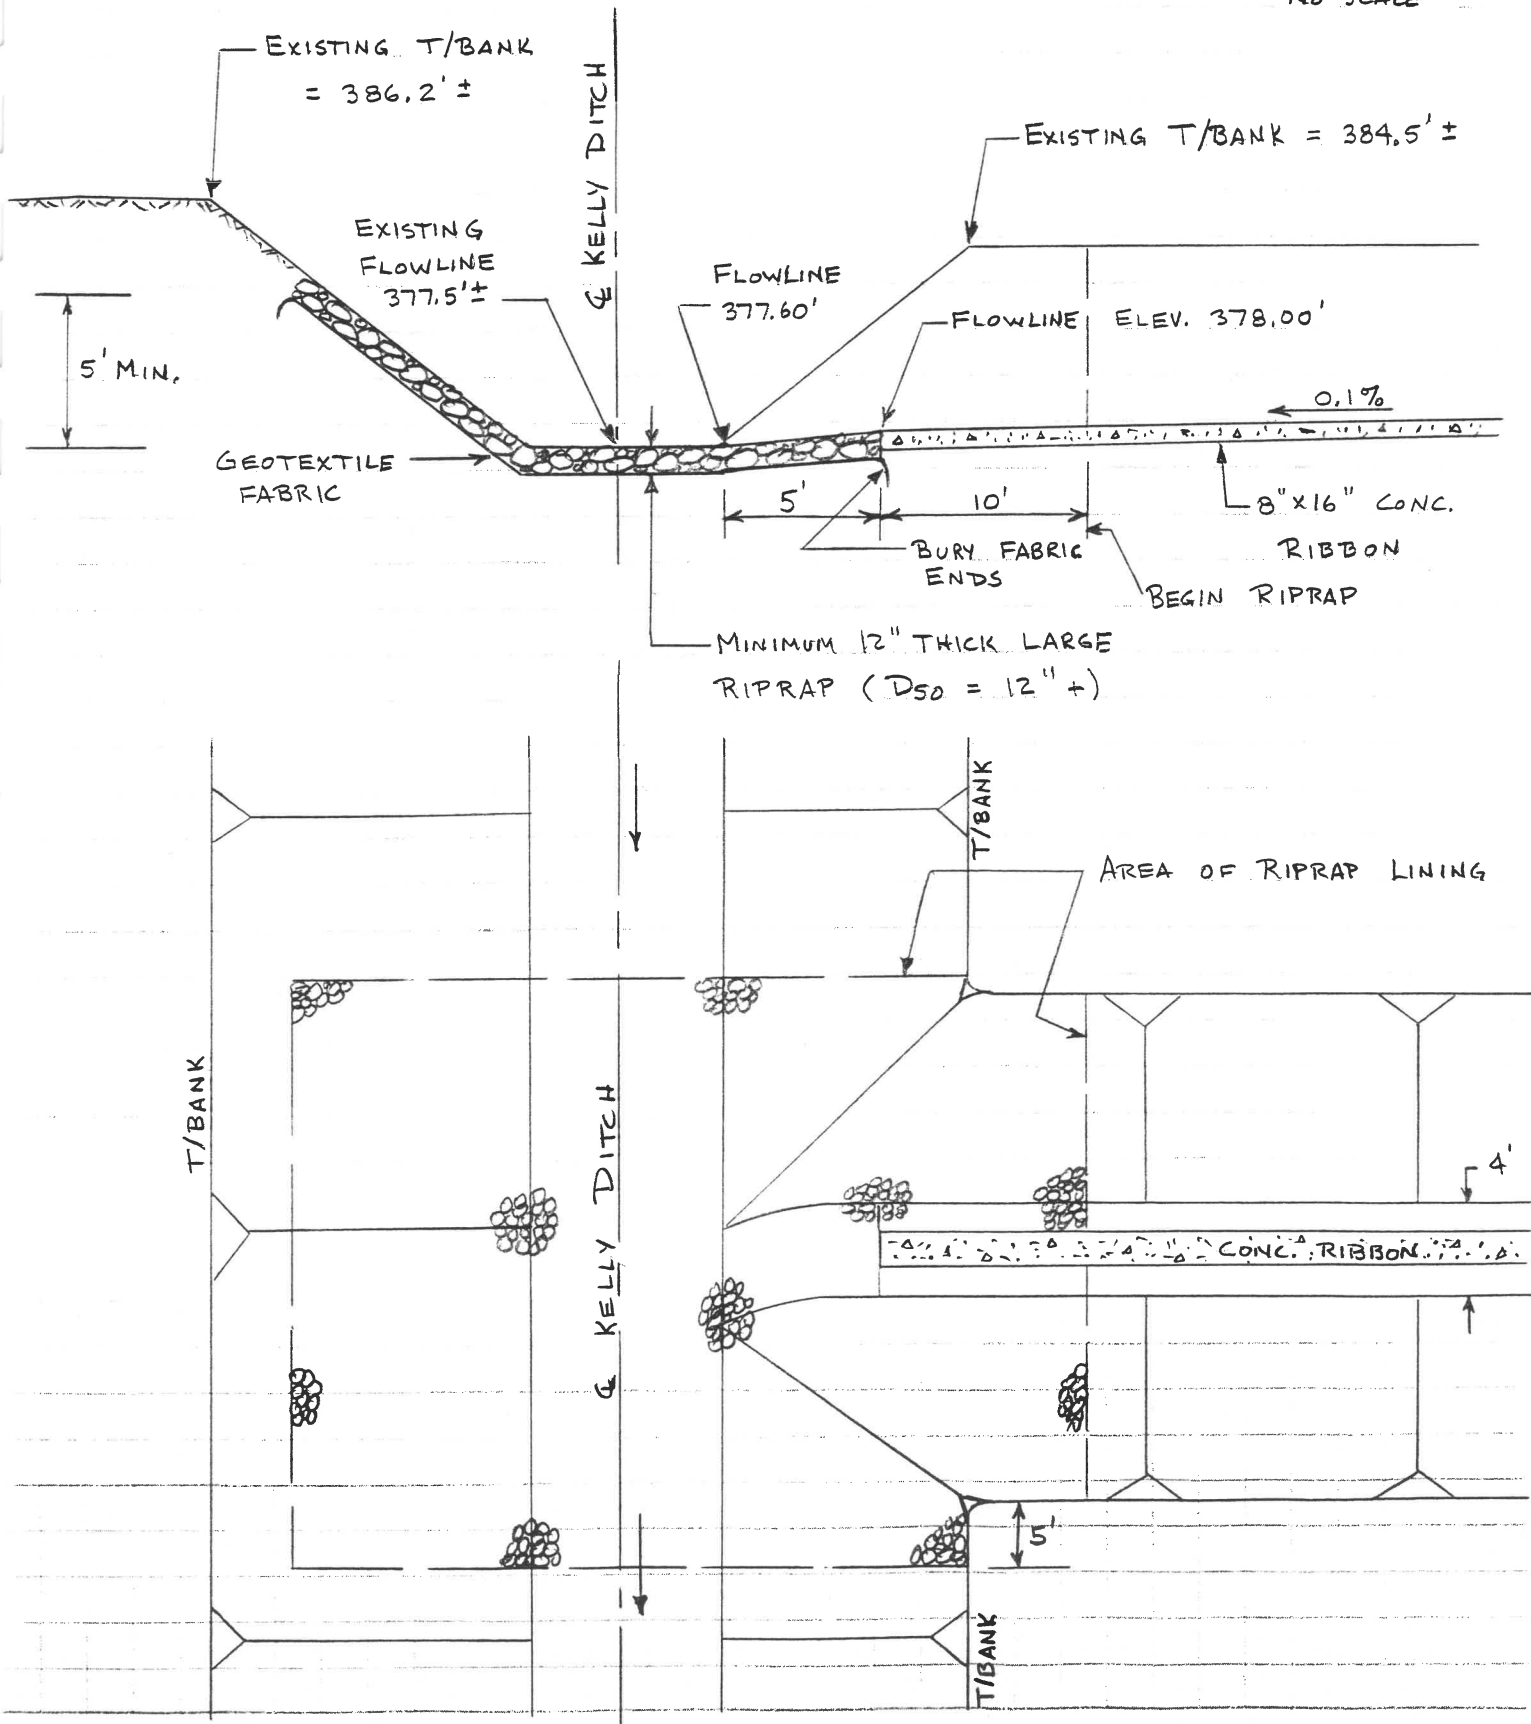 NO SCALE
EXISTING T/BANK
= 386.2' ±
℄ KELLY DITCH
EXISTING T/BANK = 384.5' ±
EXISTING
FLOWLINE
377.5'±
FLOWLINE
377.60'
FLOWLINE ELEV. 378.00'
5' MIN.
0.1%
GEOTEXTILE
FABRIC
5'
10'
8"X16" CONC.
RIBBON
BURY FABRIC
ENDS
BEGIN RIPRAP
MINIMUM 12" THICK LARGE
RIPRAP (D50 = 12" +)
T/BANK
AREA OF RIPRAP LINING
T/BANK
℄ KELLY DITCH
4'
CONC. RIBBON
5'
T/BANK